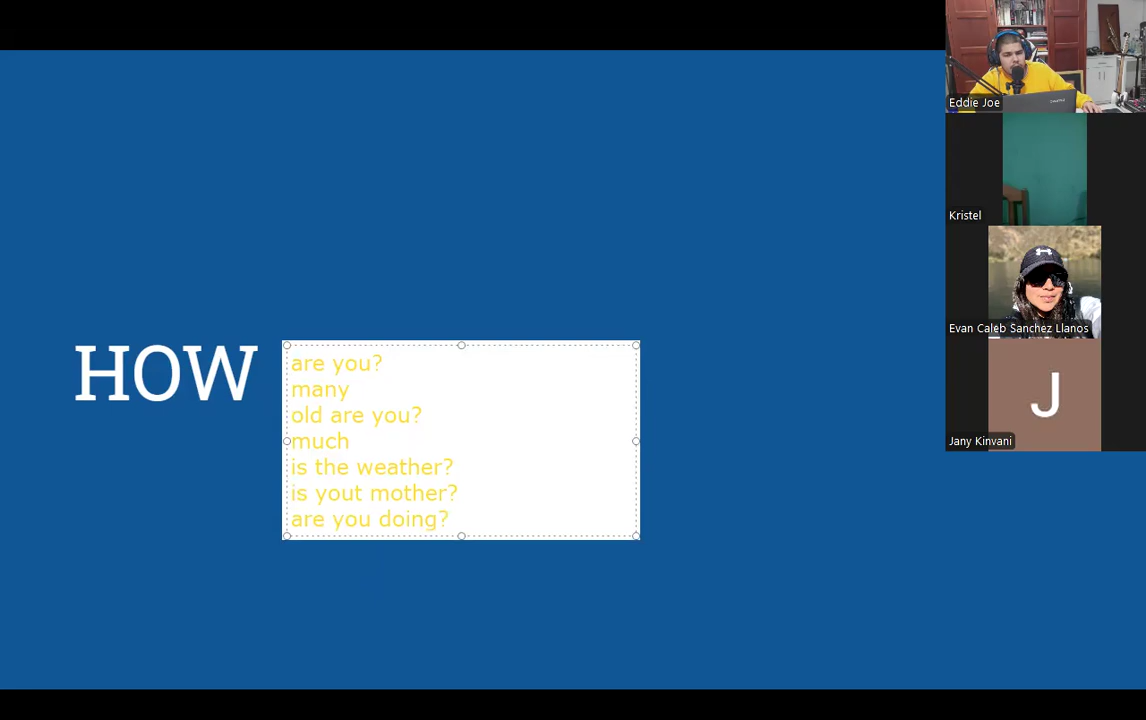 Eddie Joe
Kristel
Evan Caleb Sanchez Llanos
J
Jany Kinvani
HOW
are you?
many
old are you?
much
is the weather?
is yout mother?
are you doing?